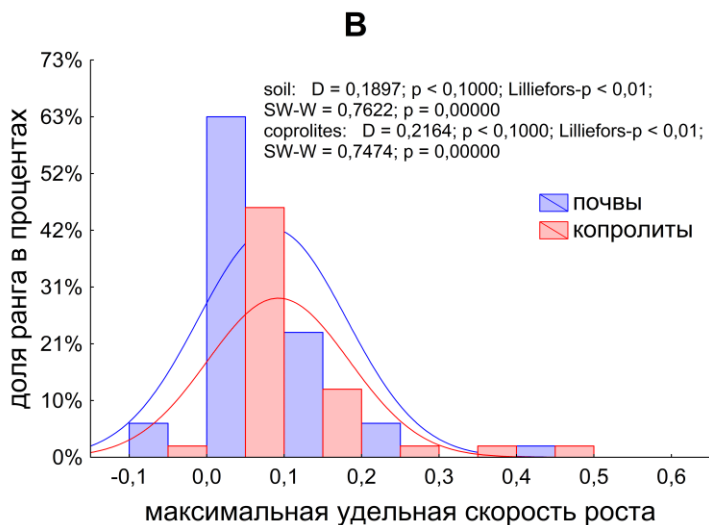 В
73%
63%
52%
42%
31%
21%
10%
0%
доля ранга в процентах
soil: D = 0,1897; p < 0,1000; Lilliefors-p < 0,01;
SW-W = 0,7622; p = 0,00000
coprolites: D = 0,2164; p < 0,1000; Lilliefors-p < 0,01;
SW-W = 0,7474; p = 0,00000
почвы
копролиты
-0,1 0,0 0,1 0,2 0,3 0,4 0,5 0,6
максимальная удельная скорость роста